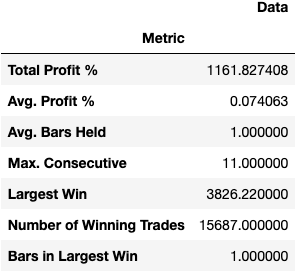 Data
Metric
Total Profit % 1161.827408
Avg. Profit % 0.074063
Avg. Bars Held 1.000000
Max. Consecutive 11.000000
Largest Win 3826.220000
Number of Winning Trades 15687.000000
Bars in Largest Win 1.000000